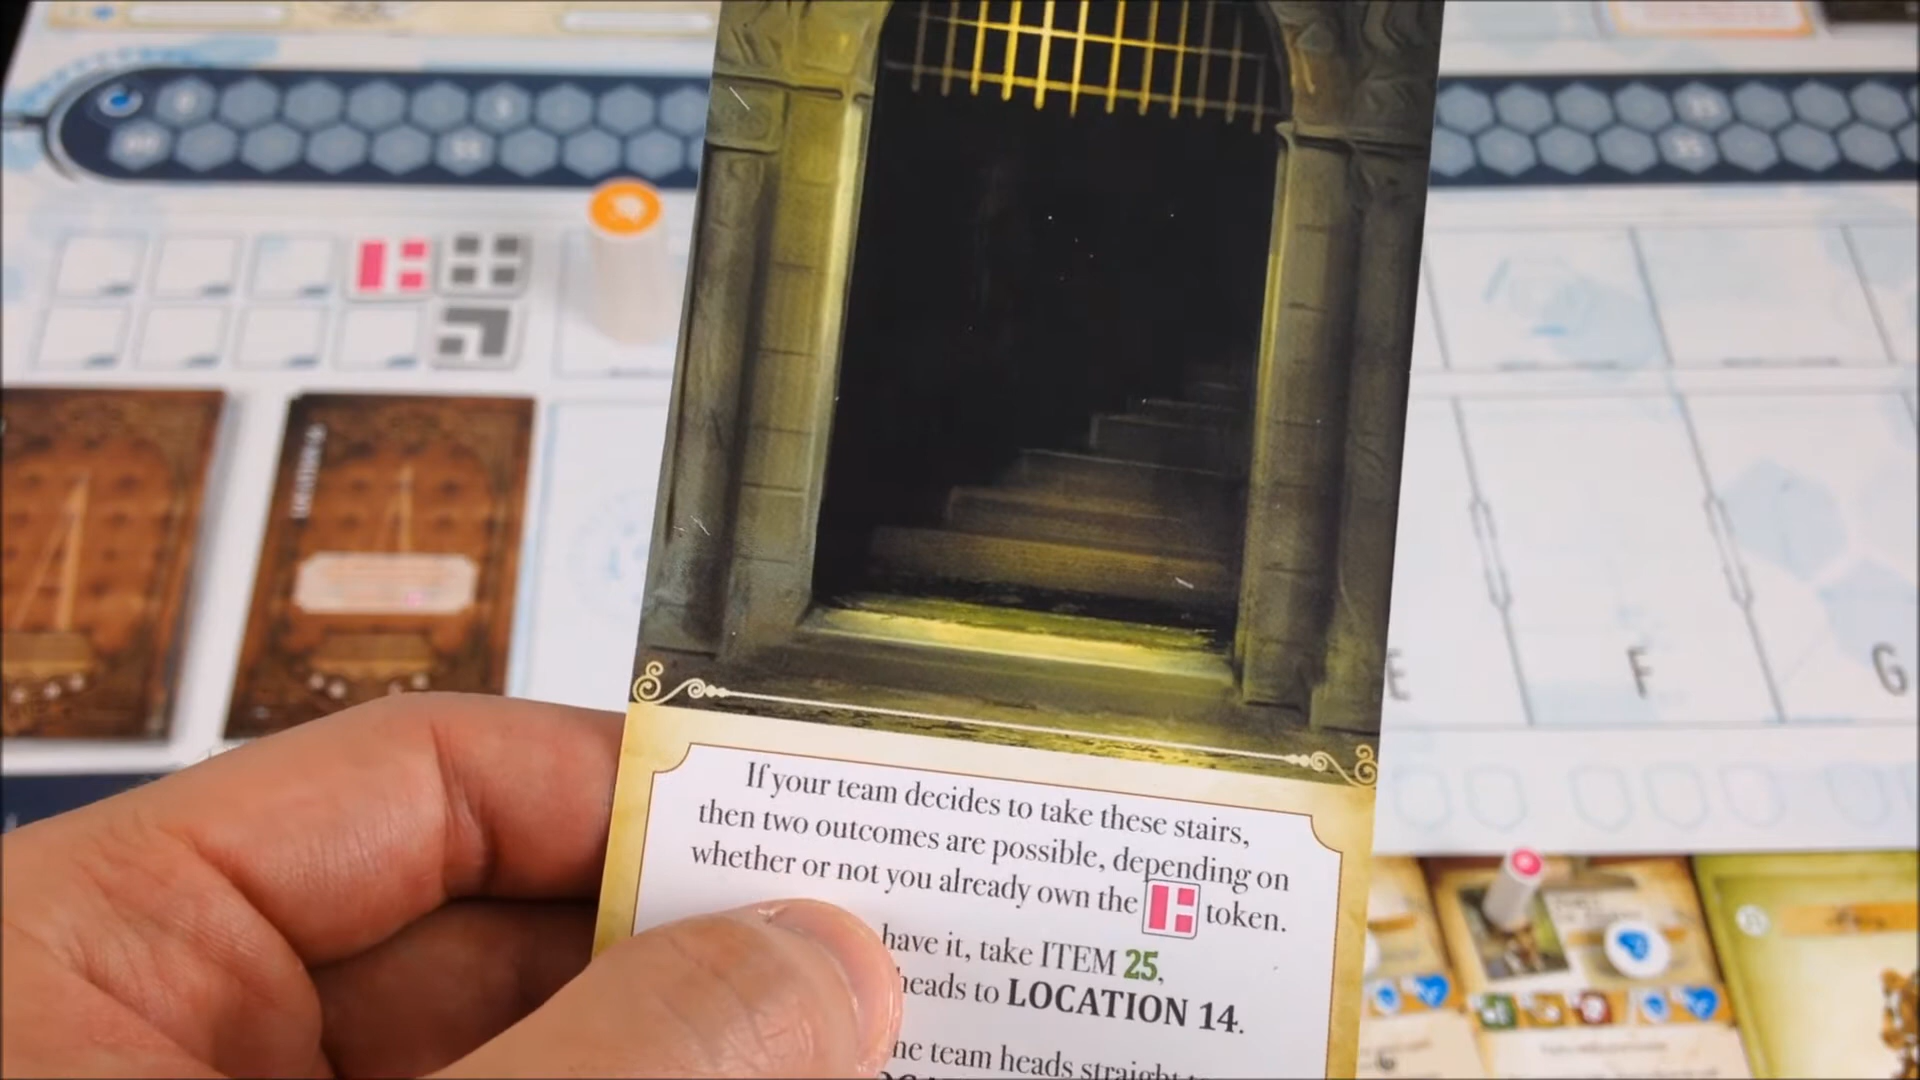 If your team decides to take these stairs,
then two outcomes are possible, depending on
whether or not you already own the token.
have it, take ITEM 25,
heads to LOCATION 14.
team heads straight
E
F
G